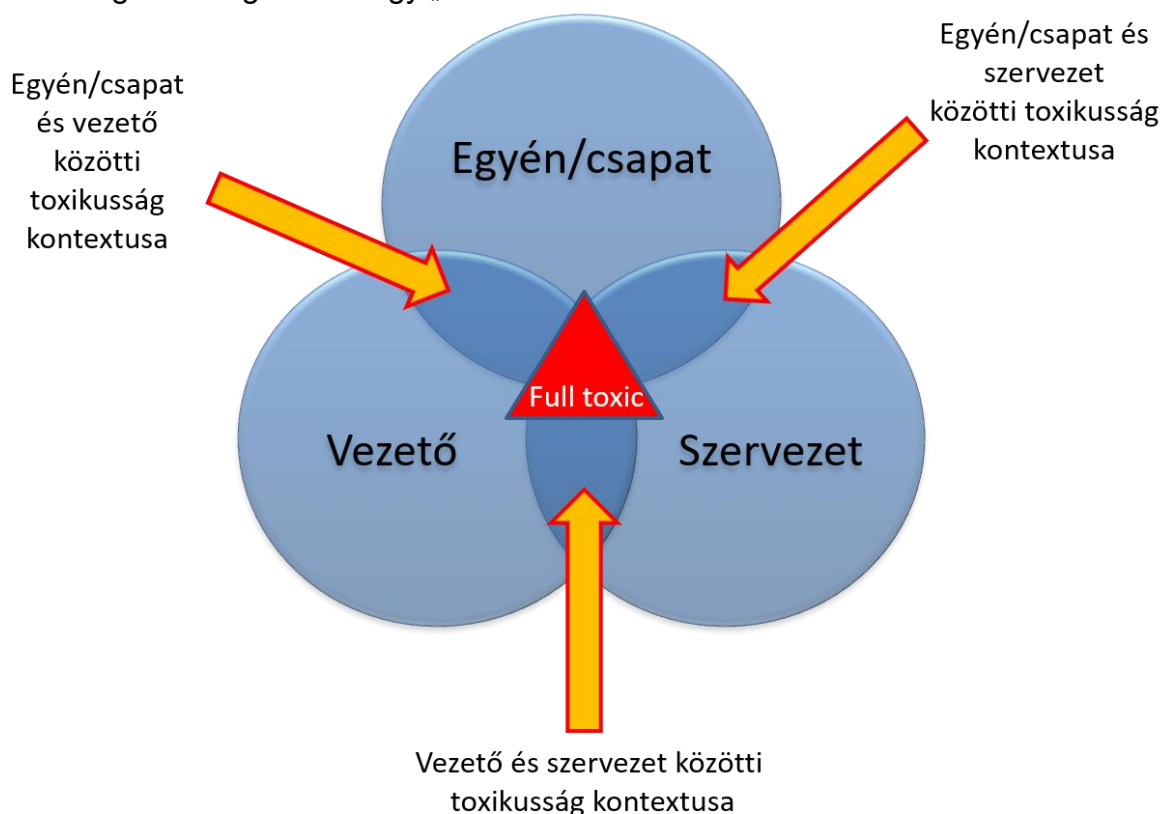 Egyén/csapat
és vezető
közötti
toxikusság
kontextusa
Egyén/csapat és
szervezet
közötti toxikusság
kontextusa
Egyén/csapat
Full toxic
Vezető
Szervezet
Vezető és szervezet közötti
toxikusság kontextusa